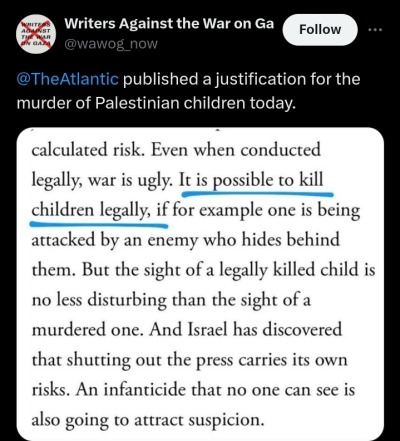 WRITERS
AGAINST
THE WAR
ON GAZA
Writers Against the War on Ga
@wawog_now
Follow
@TheAtlantic published a justification for the
murder of Palestinian children today.
calculated risk. Even when conducted
legally, war is ugly. It is possible to kill
children legally, if for example one is being
attacked by an enemy who hides behind
them. But the sight of a legally killed child is
no less disturbing than the sight of a
murdered one. And Israel has discovered
that shutting out the press carries its own
risks. An infanticide that no one can see is
also going to attract suspicion.